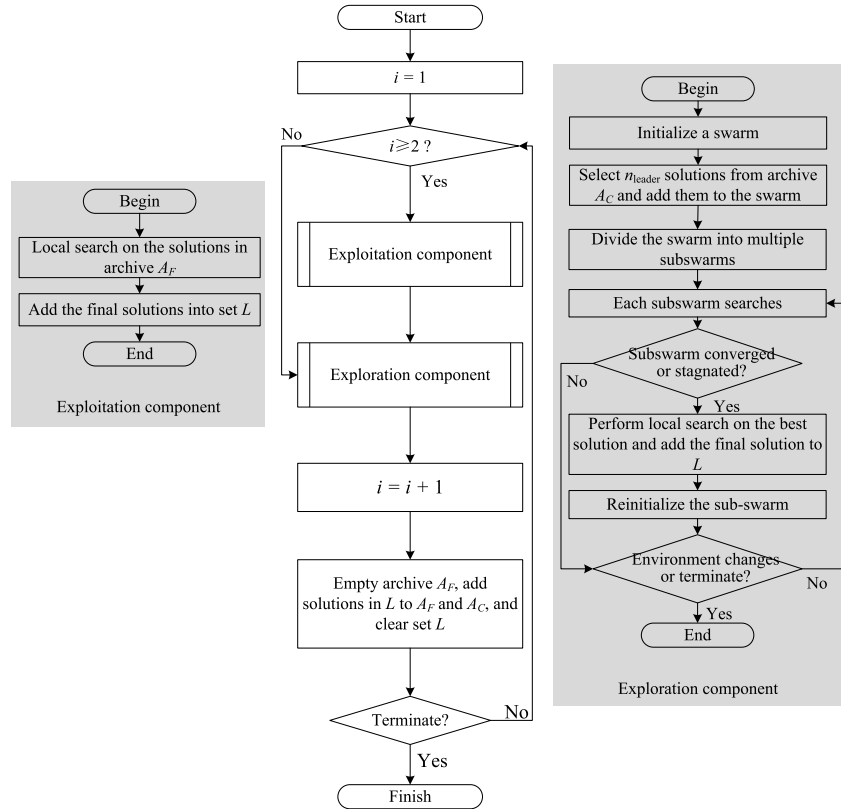 Start
i = 1
No
i⩾2 ?
Yes
Exploitation component
Exploration component
i = i + 1
Empty archive A_F, add
solutions in L to A_F and A_C, and
clear set L
Terminate?
No
Yes
Finish
Begin
Local search on the solutions in
archive A_F
Add the final solutions into set L
End
Exploitation component
Begin
Initialize a swarm
Select n_leader solutions from archive
A_C and add them to the swarm
Divide the swarm into multiple
subswarms
Each subswarm searches
Subswarm converged
or stagnated?
No
Yes
Perform local search on the best
solution and add the final solution to
L
Reinitialize the sub-swarm
Environment changes
or terminate?
No
Yes
End
Exploration component